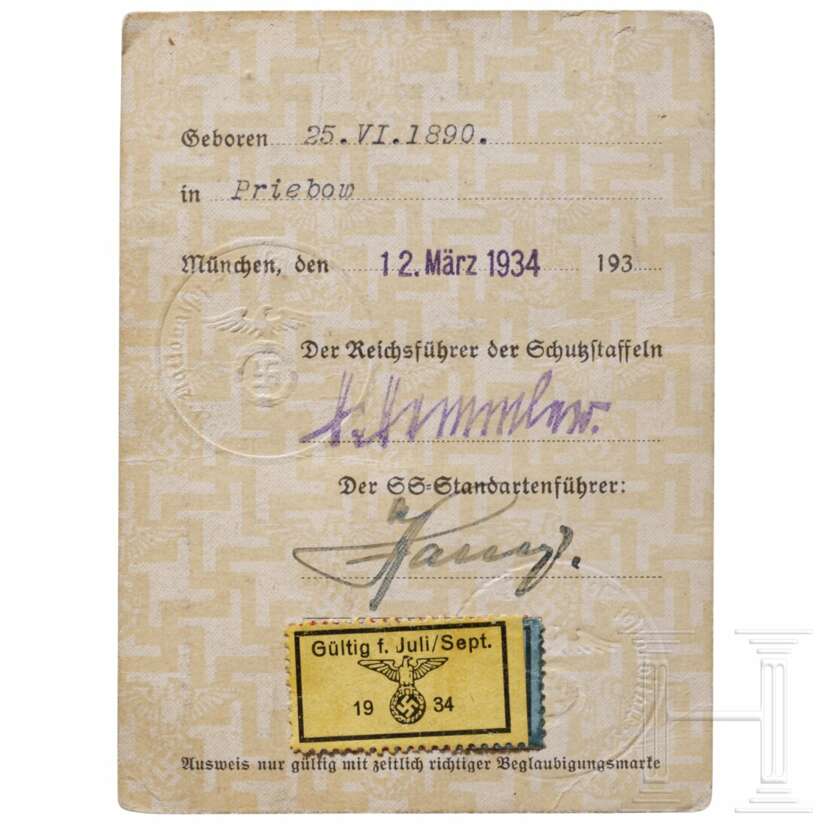 Geboren 25.VI.1890.
in Priebow
München, den 12. März 1934 193
Der Reichsführer der Schutzstaffeln
H. Himmler.
Der SS-Standartenführer:
Gültig f. Juli/Sept.
19 34
Ausweis nur gültig mit zeitlich richtiger Beglaubigungsmarke